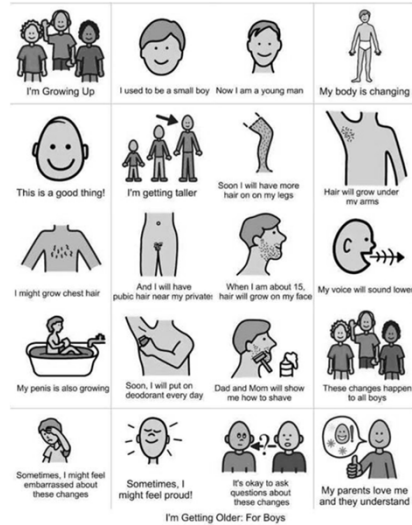 I'm Growing Up
I used to be a small boy
Now I am a young man
My body is changing
This is a good thing!
I'm getting taller
Soon I will have more
hair on on my legs
Hair will grow under
my arms
I might grow chest hair
And I will have
pubic hair near my privates
When I am about 15,
hair will grow on my face
My voice will sound lower
My penis is also growing
Soon, I will put on
deodorant every day
Dad and Mom will show
me how to shave
These changes happen
to all boys
Sometimes, I might feel
embarrassed about
these changes
Sometimes, I
might feel proud!
It's okay to ask
questions about
these changes
My parents love me
and they understand
I'm Getting Older: For Boys